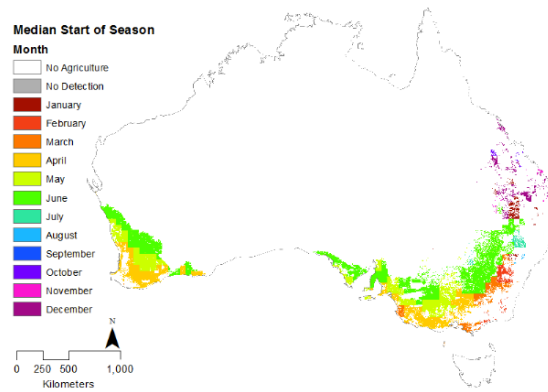 Median Start of Season
Month
No Agriculture
No Detection
January
February
March
April
May
June
July
August
September
October
November
December
N
0 250 500 1,000
Kilometers